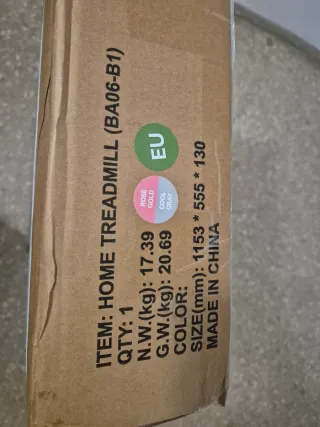 ITEM: HOME TREADMILL (BA06-B1)
QTY: 1
N.W.(kg): 17.39
G.W.(kg): 20.69
COLOR:
ROSE GOLD
COOL GRAY
EU
SIZE(mm): 1153 * 555 * 130
MADE IN CHINA